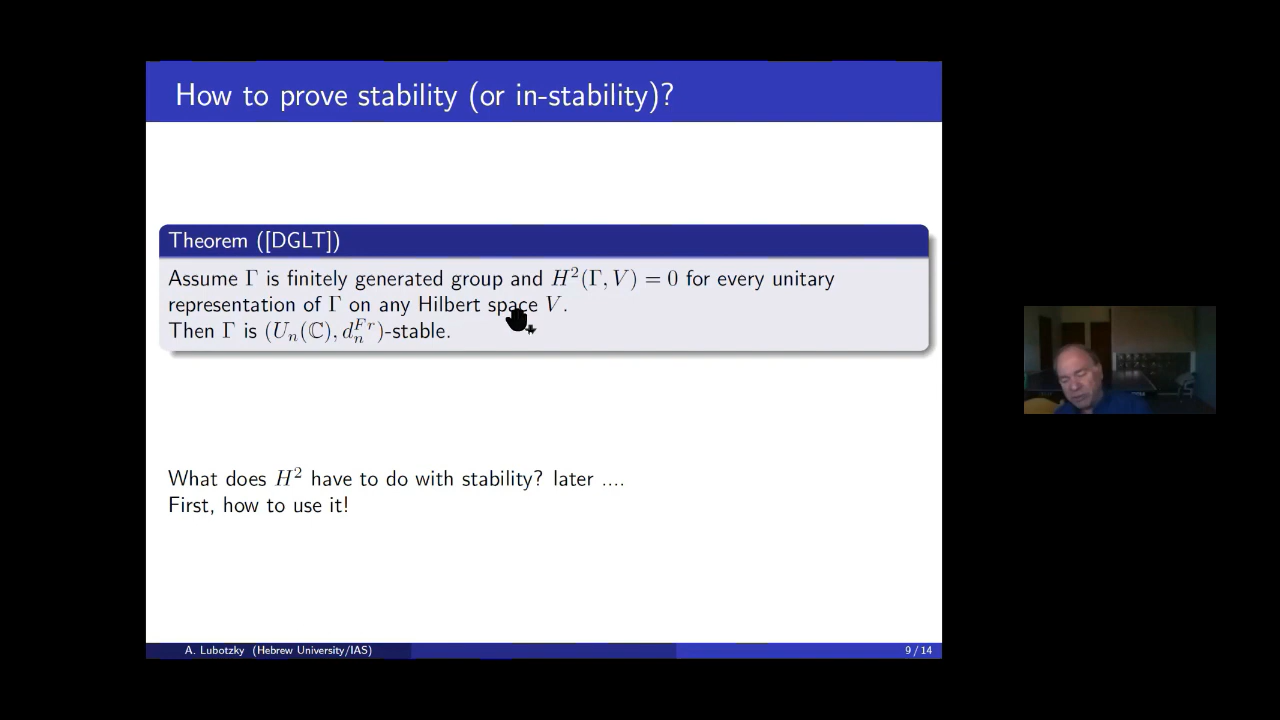 How to prove stability (or in-stability)?
Theorem ([DGLT])
Assume Γ is finitely generated group and H²(Γ, V) = 0 for every unitary
representation of Γ on any Hilbert space V.
Then Γ is (Uₙ(ℂ), dₙᶠʳ)-stable.
What does H² have to do with stability? later ....
First, how to use it!
A. Lubotzky (Hebrew University/IAS)
9 / 14